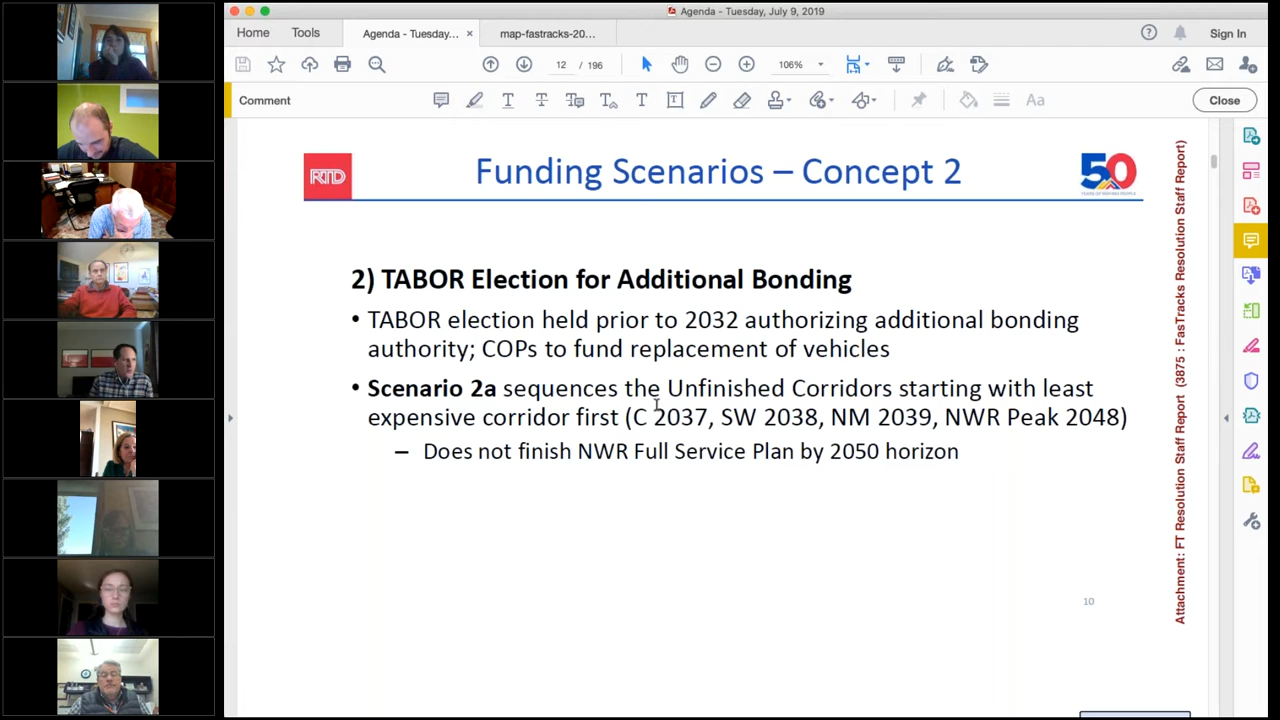 Agenda - Tuesday, July 9, 2019
Home
Tools
Agenda - Tuesday...
×
map-fastracks-20...
Sign In
12 / 196
106%
Comment
Aa
Close
RTD
Funding Scenarios – Concept 2
50
2) TABOR Election for Additional Bonding
• TABOR election held prior to 2032 authorizing additional bonding
authority; COPs to fund replacement of vehicles
• Scenario 2a sequences the Unfinished Corridors starting with least
expensive corridor first (C 2037, SW 2038, NM 2039, NWR Peak 2048)
– Does not finish NWR Full Service Plan by 2050 horizon
10
Attachment: FT Resolution Staff Report (3875 : FasTracks Resolution Staff Report)